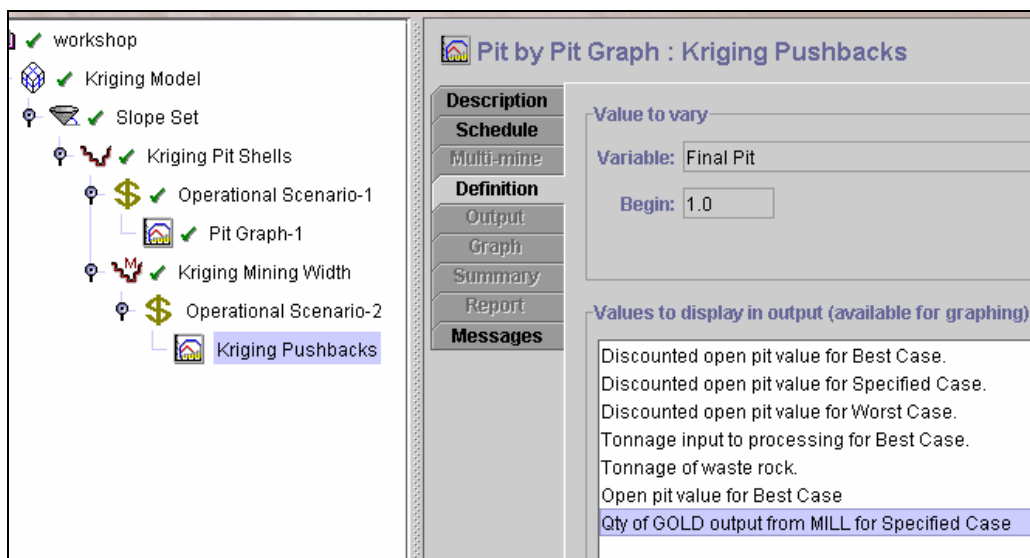 workshop
Kriging Model
Slope Set
Kriging Pit Shells
Operational Scenario-1
Pit Graph-1
Kriging Mining Width
Operational Scenario-2
Kriging Pushbacks
Pit by Pit Graph : Kriging Pushbacks
Description
Schedule
Multi-mine
Definition
Output
Graph
Summary
Report
Messages
Value to vary
Variable: Final Pit
Begin: 1.0
Values to display in output (available for graphing)
Discounted open pit value for Best Case.
Discounted open pit value for Specified Case.
Discounted open pit value for Worst Case.
Tonnage input to processing for Best Case.
Tonnage of waste rock.
Open pit value for Best Case
Qty of GOLD output from MILL for Specified Case